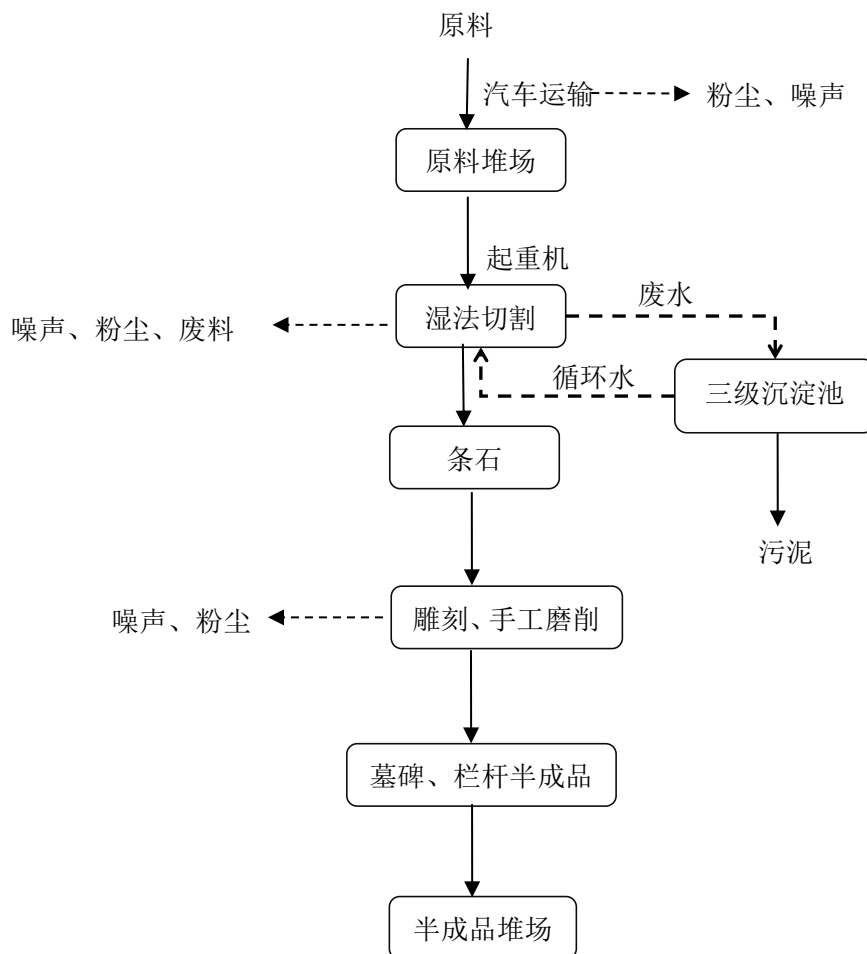 原料
汽车运输
粉尘、噪声
原料堆场
起重机
废水
噪声、粉尘、废料
湿法切割
循环水
三级沉淀池
条石
污泥
噪声、粉尘
雕刻、手工磨削
墓碑、栏杆半成品
半成品堆场